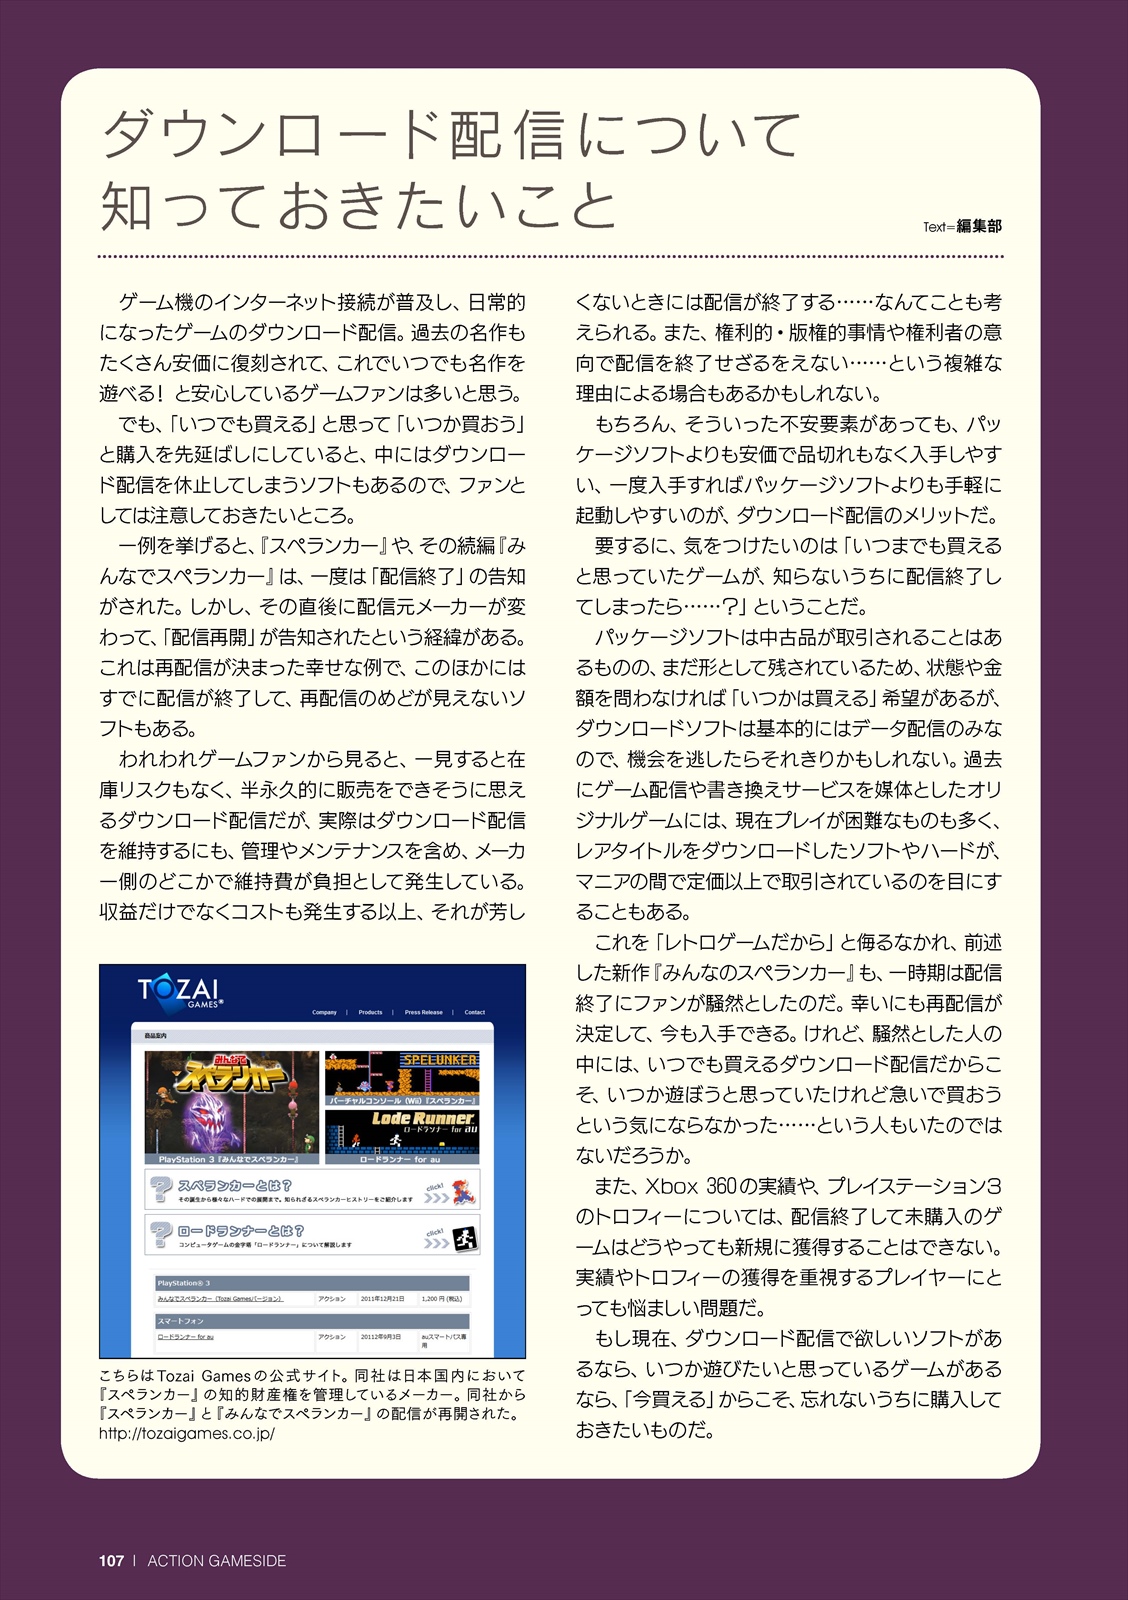 ダウンロード配信について
知っておきたいこと
Text=編集部
ゲーム機のインターネット接続が普及し、日常的
になったゲームのダウンロード配信。過去の名作も
たくさん安価に復刻されて、これでいつでも名作を
遊べる! と安心しているゲームファンは多いと思う。
でも、「いつでも買える」と思って「いつか買おう」
と購入を先延ばしにしていると、中にはダウンロー
ド配信を休止してしまうソフトもあるので、ファンと
しては注意しておきたいところ。
一例を挙げると、『スペランカー』や、その続編『み
んなでスペランカー』は、一度は「配信終了」の告知
がされた。しかし、その直後に配信元メーカーが変
わって、「配信再開」が告知されたという経緯がある。
これは再配信が決まった幸せな例で、このほかには
すでに配信が終了して、再配信のめどが見えないソ
フトもある。
われわれゲームファンから見ると、一見すると在
庫リスクもなく、半永久的に販売をできそうに思え
るダウンロード配信だが、実際はダウンロード配信
を維持するにも、管理やメンテナンスを含め、メーカ
ー側のどこかで維持費が負担として発生している。
収益だけでなくコストも発生する以上、それが芳し
くないときには配信が終了する……なんてことも考
えられる。また、権利的・版権的事情や権利者の意
向で配信を終了せざるをえない……という複雑な
理由による場合もあるかもしれない。
もちろん、そういった不安要素があっても、パッ
ケージソフトよりも安価で品切れもなく入手しやす
い、一度入手すればパッケージソフトよりも手軽に
起動しやすいのが、ダウンロード配信のメリットだ。
要するに、気をつけたいのは「いつまでも買える
と思っていたゲームが、知らないうちに配信終了し
てしまったら……?」ということだ。
パッケージソフトは中古品が取引されることはあ
るものの、まだ形として残されているため、状態や金
額を問わなければ「いつかは買える」希望があるが、
ダウンロードソフトは基本的にはデータ配信のみな
ので、機会を逃したらそれきりかもしれない。過去
にゲーム配信や書き換えサービスを媒体としたオリ
ジナルゲームには、現在プレイが困難なものも多く、
レアタイトルをダウンロードしたソフトやハードが、
マニアの間で定価以上で取引されているのを目にす
ることもある。
これを「レトロゲームだから」と侮るなかれ、前述
した新作『みんなのスペランカー』も、一時期は配信
終了にファンが騒然としたのだ。幸いにも再配信が
決定して、今も入手できる。けれど、騒然とした人の
中には、いつでも買えるダウンロード配信だからこ
そ、いつか遊ぼうと思っていたけれど急いで買おう
という気にならなかった……という人もいたのでは
ないだろうか。
また、Xbox 360の実績や、プレイステーション3
のトロフィーについては、配信終了して未購入のゲ
ームはどうやっても新規に獲得することはできない。
実績やトロフィーの獲得を重視するプレイヤーにと
っても悩ましい問題だ。
もし現在、ダウンロード配信で欲しいソフトがあ
るなら、いつか遊びたいと思っているゲームがある
なら、「今買える」からこそ、忘れないうちに購入して
おきたいものだ。
TOZAI
GAMES®
Company | Products | Press Release | Contact
商品案内
みんなで
スペランカー
PlayStation 3『みんなでスペランカー』
SPELUNKER
バーチャルコンソール (Wii)『スペランカー』
Lode Runner
ロードランナー for au
ロードランナー for au
スペランカーとは?
その誕生から様々なハードでの展開まで。知られざるスペランカーヒストリーをご紹介します
click!
ロードランナーとは?
コンピュータゲームの金字塔「ロードランナー」について解説します
click!
PlayStation® 3
みんなでスペランカー (Tozai Gamesバージョン) アクション 2011年12月21日 1,200 円 (税込)
スマートフォン
ロードランナー for au アクション 20112年9月3日 auスマートパス専用
こちらはTozai Gamesの公式サイト。同社は日本国内において
『スペランカー』の知的財産権を管理しているメーカー。同社から
『スペランカー』と『みんなでスペランカー』の配信が再開された。
http://tozaigames.co.jp/
107 | ACTION GAMESIDE